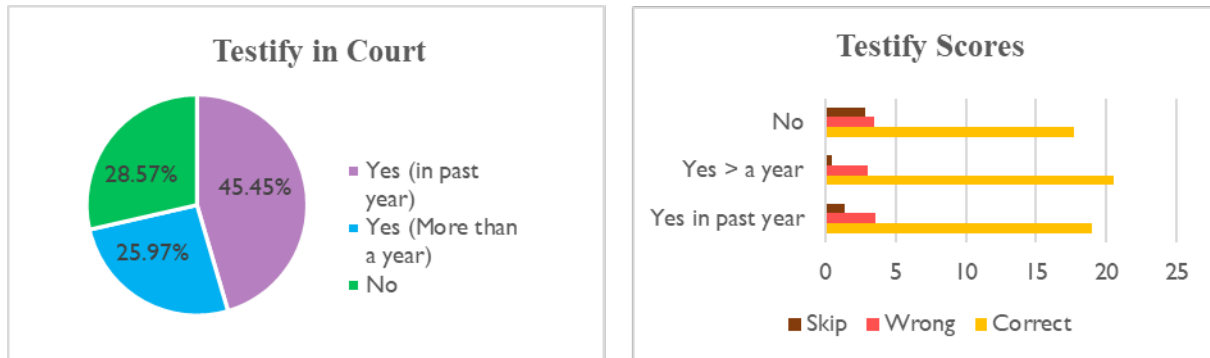 Testify in Court
28.57%
45.45%
25.97%
Yes (in past
year)
Yes (More than
a year)
No
Testify Scores
No
Yes > a year
Yes in past year
0 5 10 15 20 25
Skip Wrong Correct